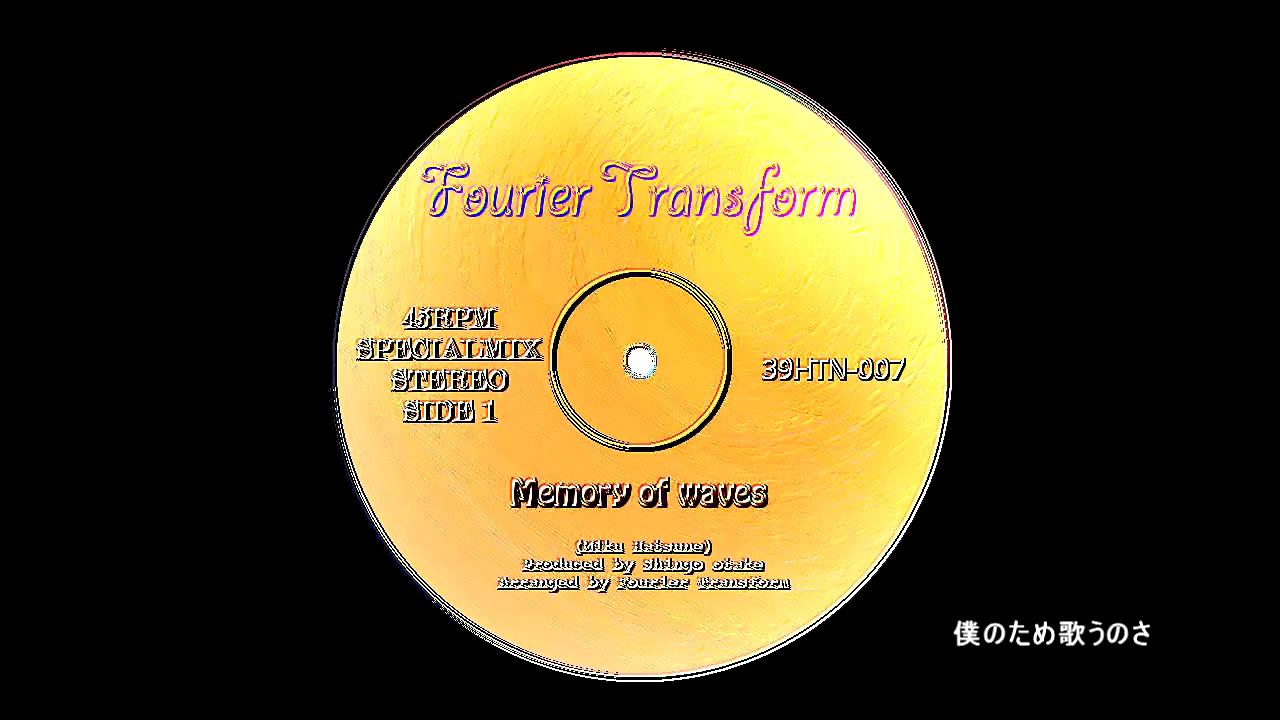 Fourier Transform
45RPM
SPECIALMIX
STEREO
SIDE 1
39HTN-007
Memory of waves
(Miku Hatsune)
Produced by Shingo otake
Arranged by Fourier Transform
僕のため歌うのさ